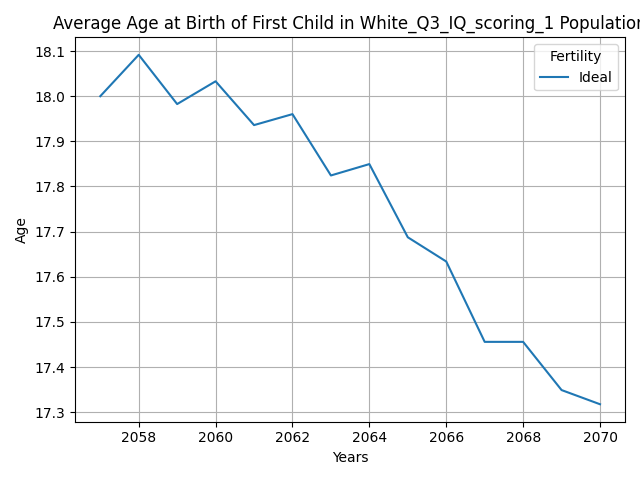 Average Age at Birth of First Child in White_Q3_IQ_scoring_1 Population
Fertility
Ideal
18.1
18.0
17.9
17.8
17.7
17.6
17.5
17.4
17.3
Age
2058 2060 2062 2064 2066 2068 2070
Years